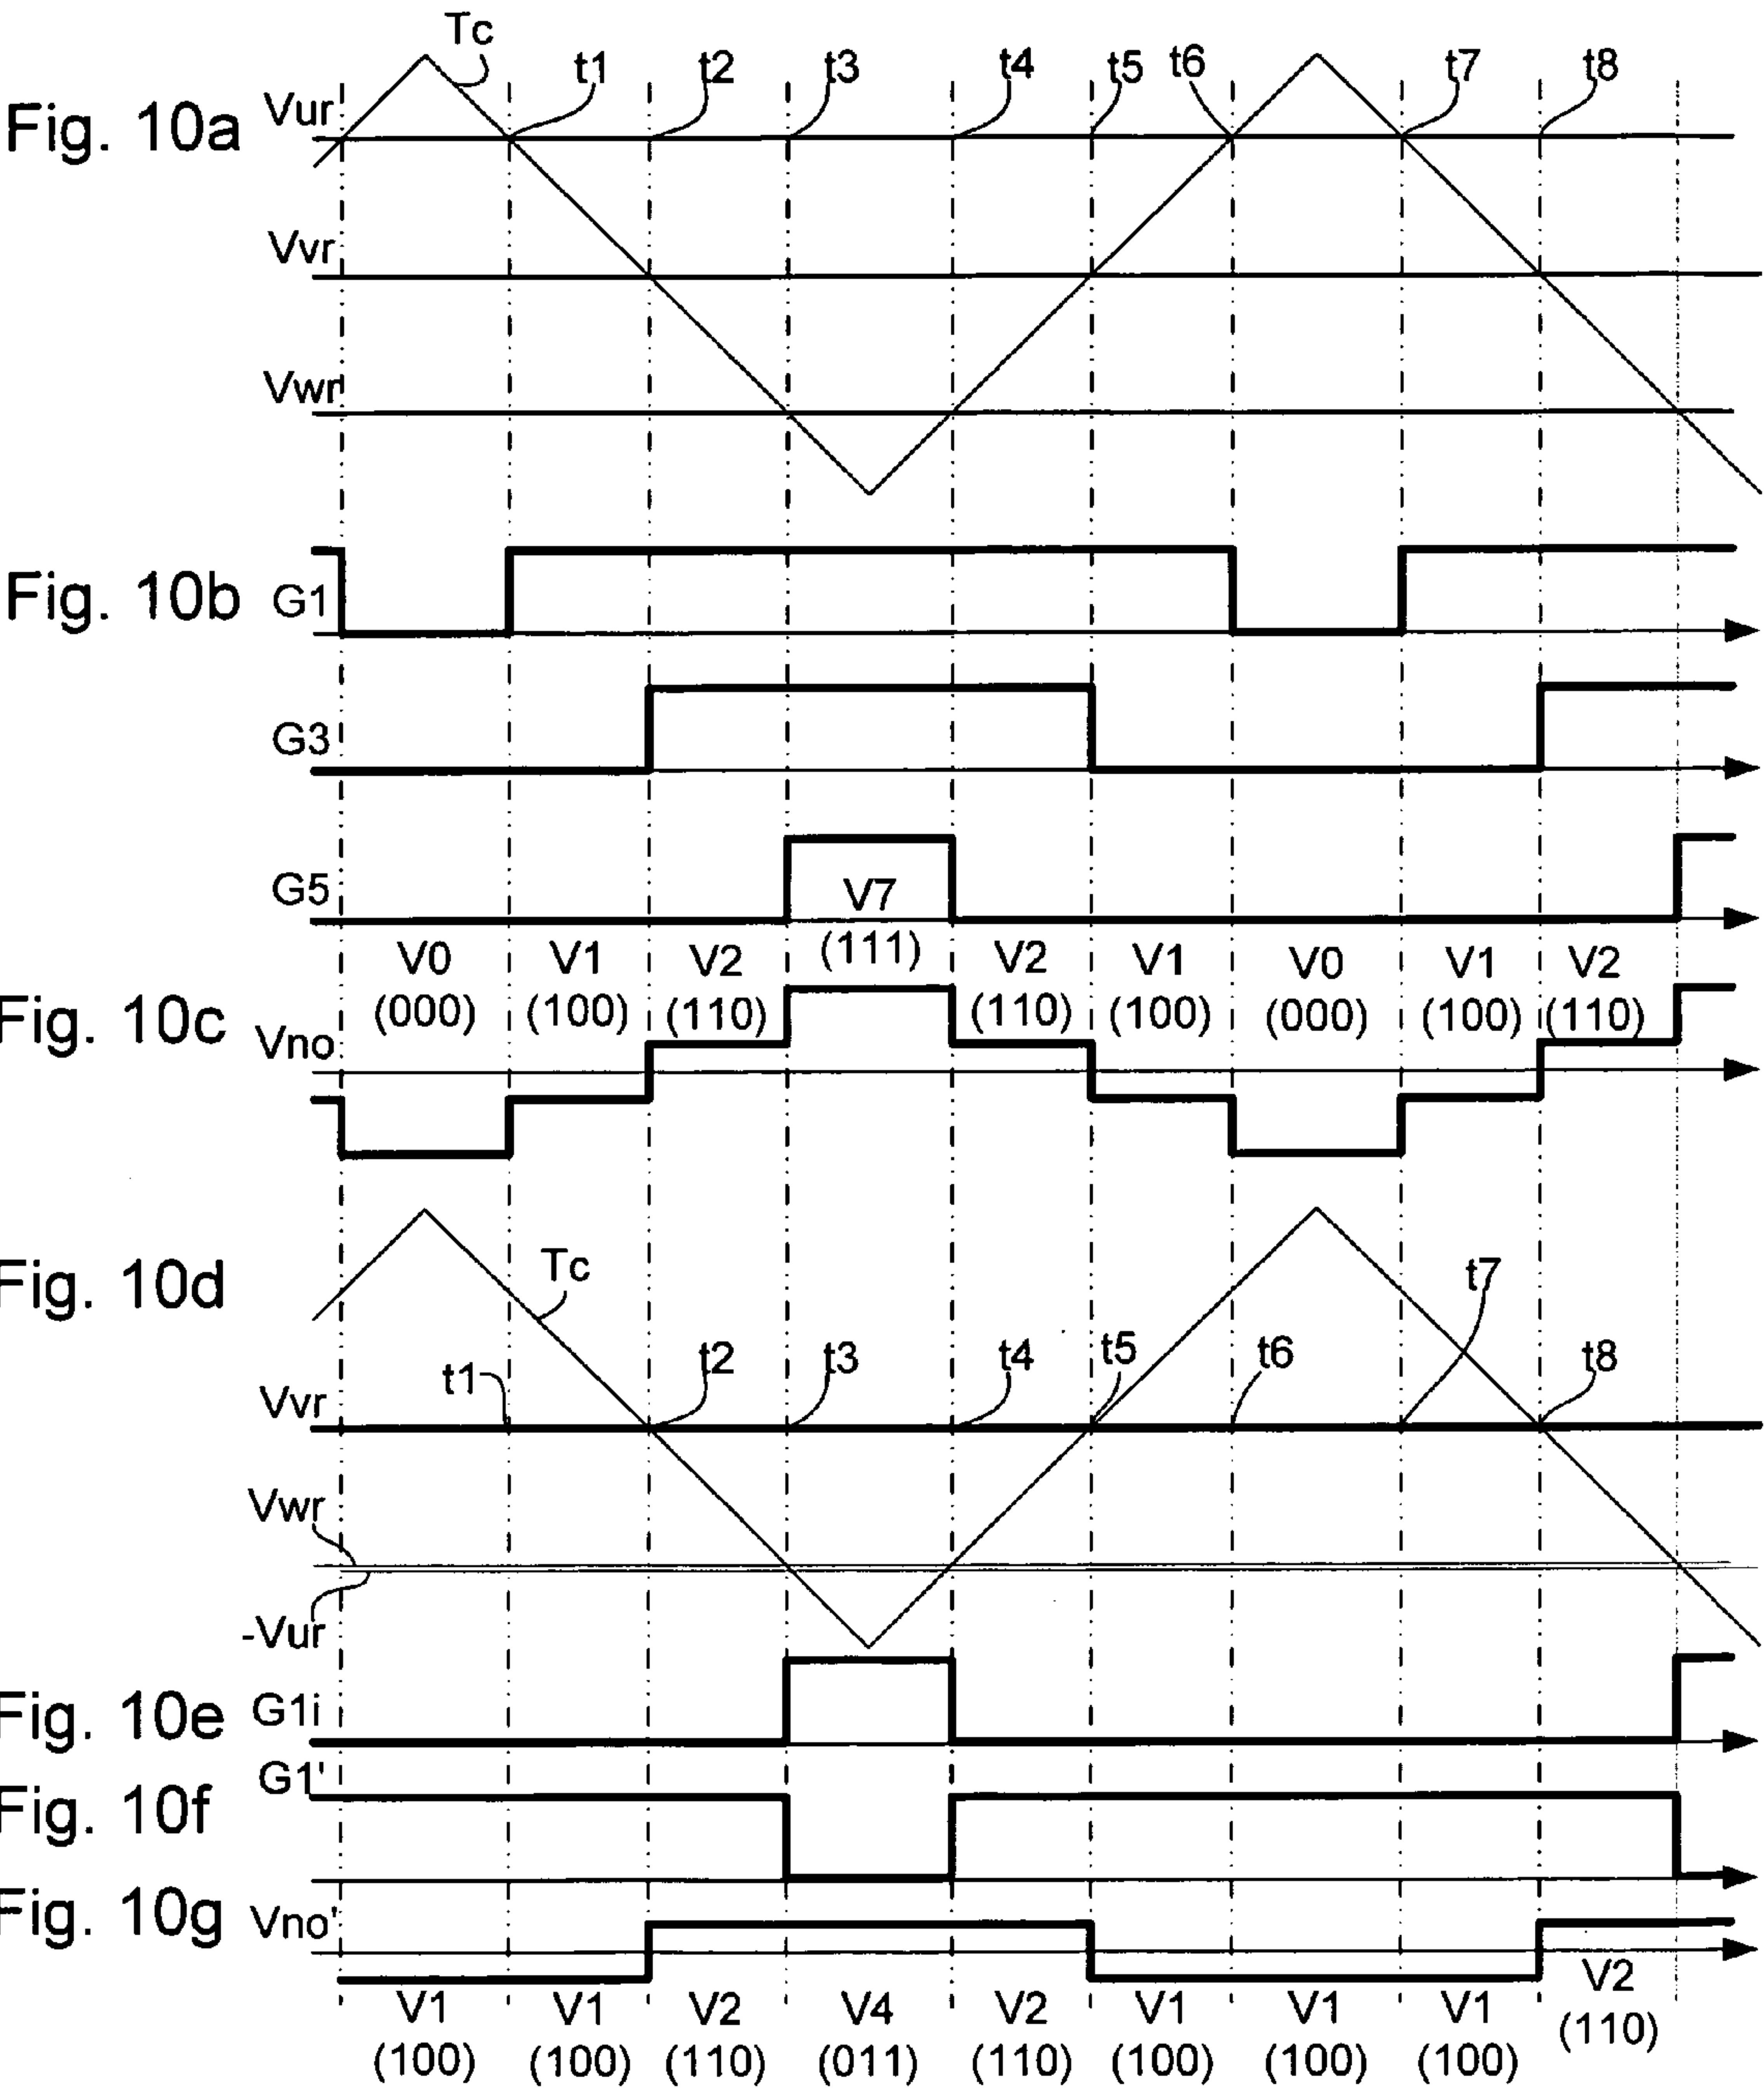 Tc
t1 t2 t3 t4 t5 t6 t7 t8
Fig. 10a Vur
Vvr
Vwr
Fig. 10b G1
G3
G5 V7
(111)
V0 V1 V2 V2 V1 V0 V1 V2
(000) (100) (110) (110) (100) (000) (100) (110)
Fig. 10c Vno
Fig. 10d Tc t7
t1 t2 t3 t4 t5 t6 t8
Vvr
Vwr
-Vur
Fig. 10e G1i
G1'
Fig. 10f
Fig. 10g Vno'
V1 V1 V2 V4 V2 V1 V1 V1 V2
(100) (100) (110) (011) (110) (100) (100) (100) (110)